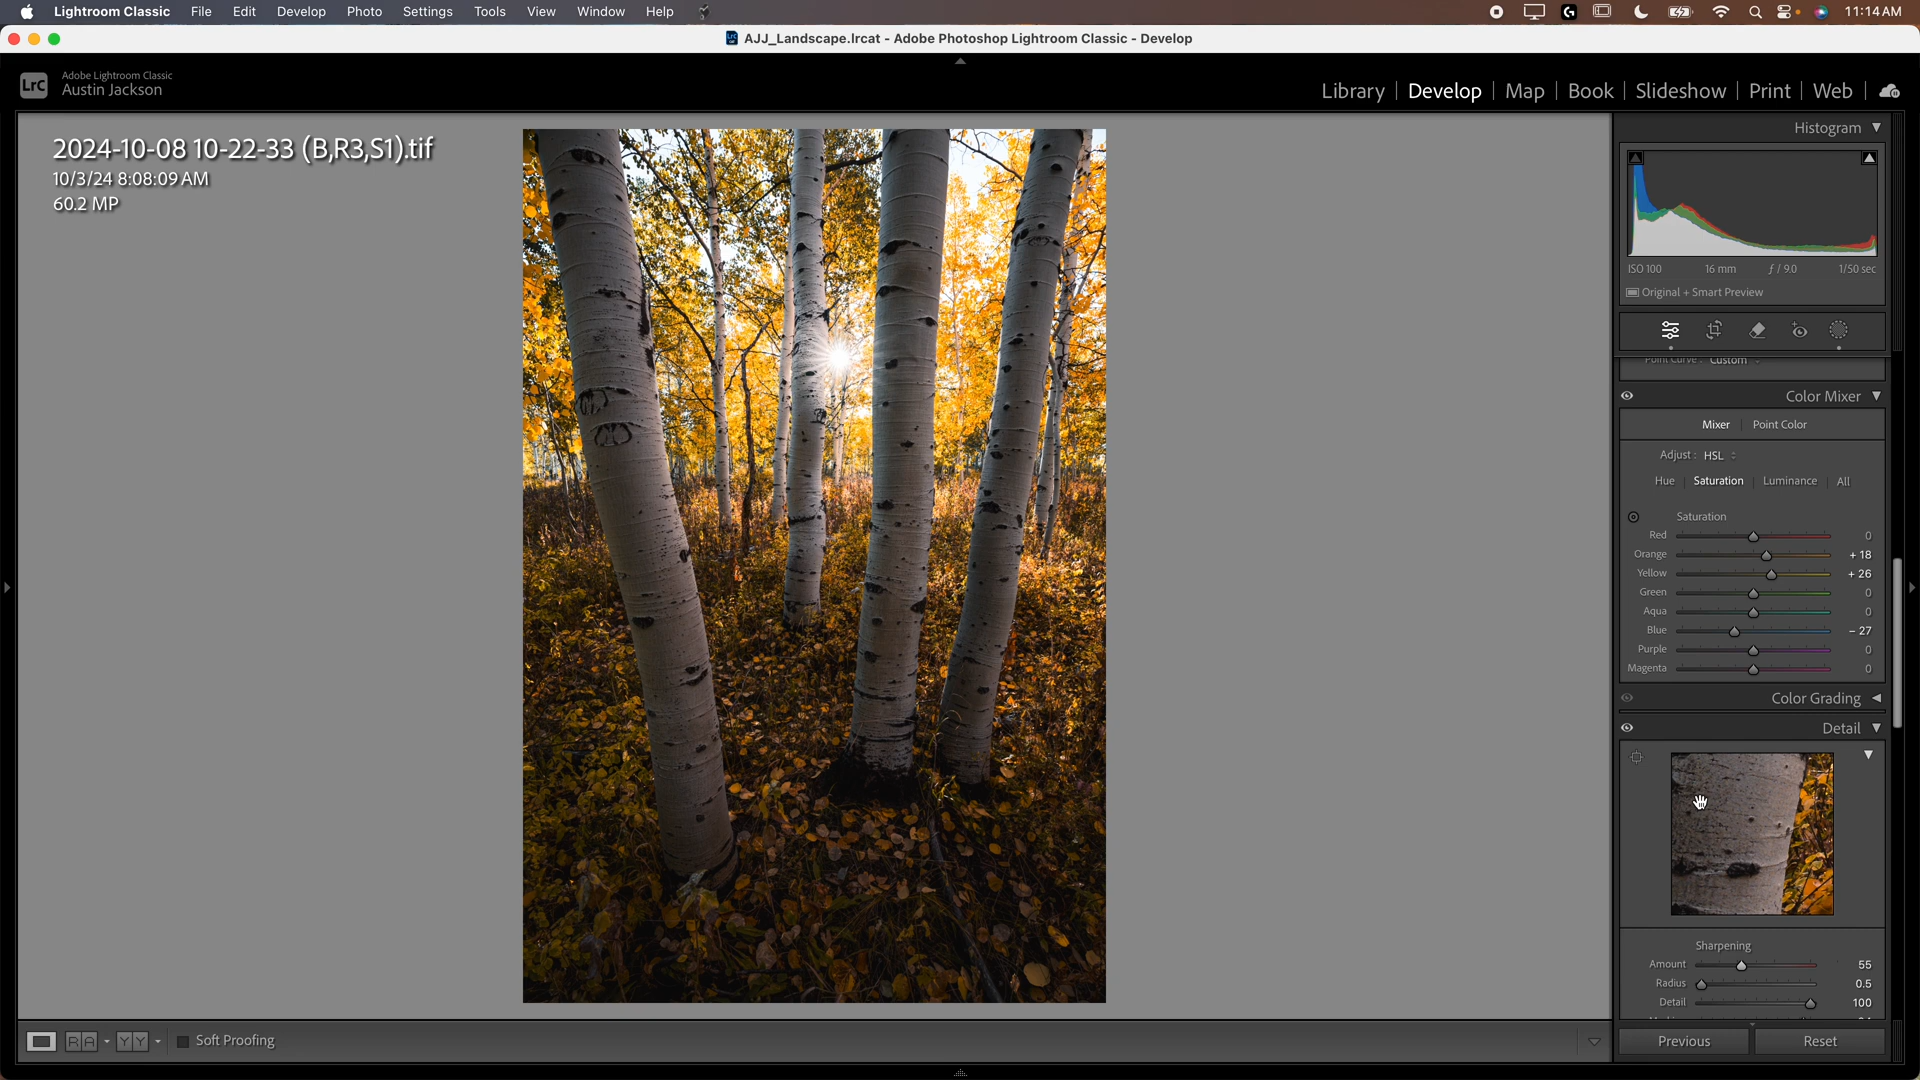 Lightroom Classic File Edit Develop Photo Settings Tools View Window Help 11:14 AM
AJJ_Landscape.lrcat - Adobe Photoshop Lightroom Classic - Develop
LrC Adobe Lightroom Classic
Austin Jackson
Library Develop Map Book Slideshow Print Web
2024-10-08 10-22-33 (B,R3,S1).tif
10/3/24 8:08:09 AM
60.2 MP
Histogram
ISO 100 16 mm ƒ / 9.0 1/50 sec
Original + Smart Preview
Point Curve : Custom
Color Mixer
Mixer Point Color
Adjust : HSL
Hue Saturation Luminance All
Saturation
Red 0
Orange + 18
Yellow + 26
Green 0
Aqua 0
Blue – 27
Purple 0
Magenta 0
Color Grading
Detail
Sharpening
Amount 55
Radius 0.5
Detail 100
R A Y Y Soft Proofing
Previous Reset